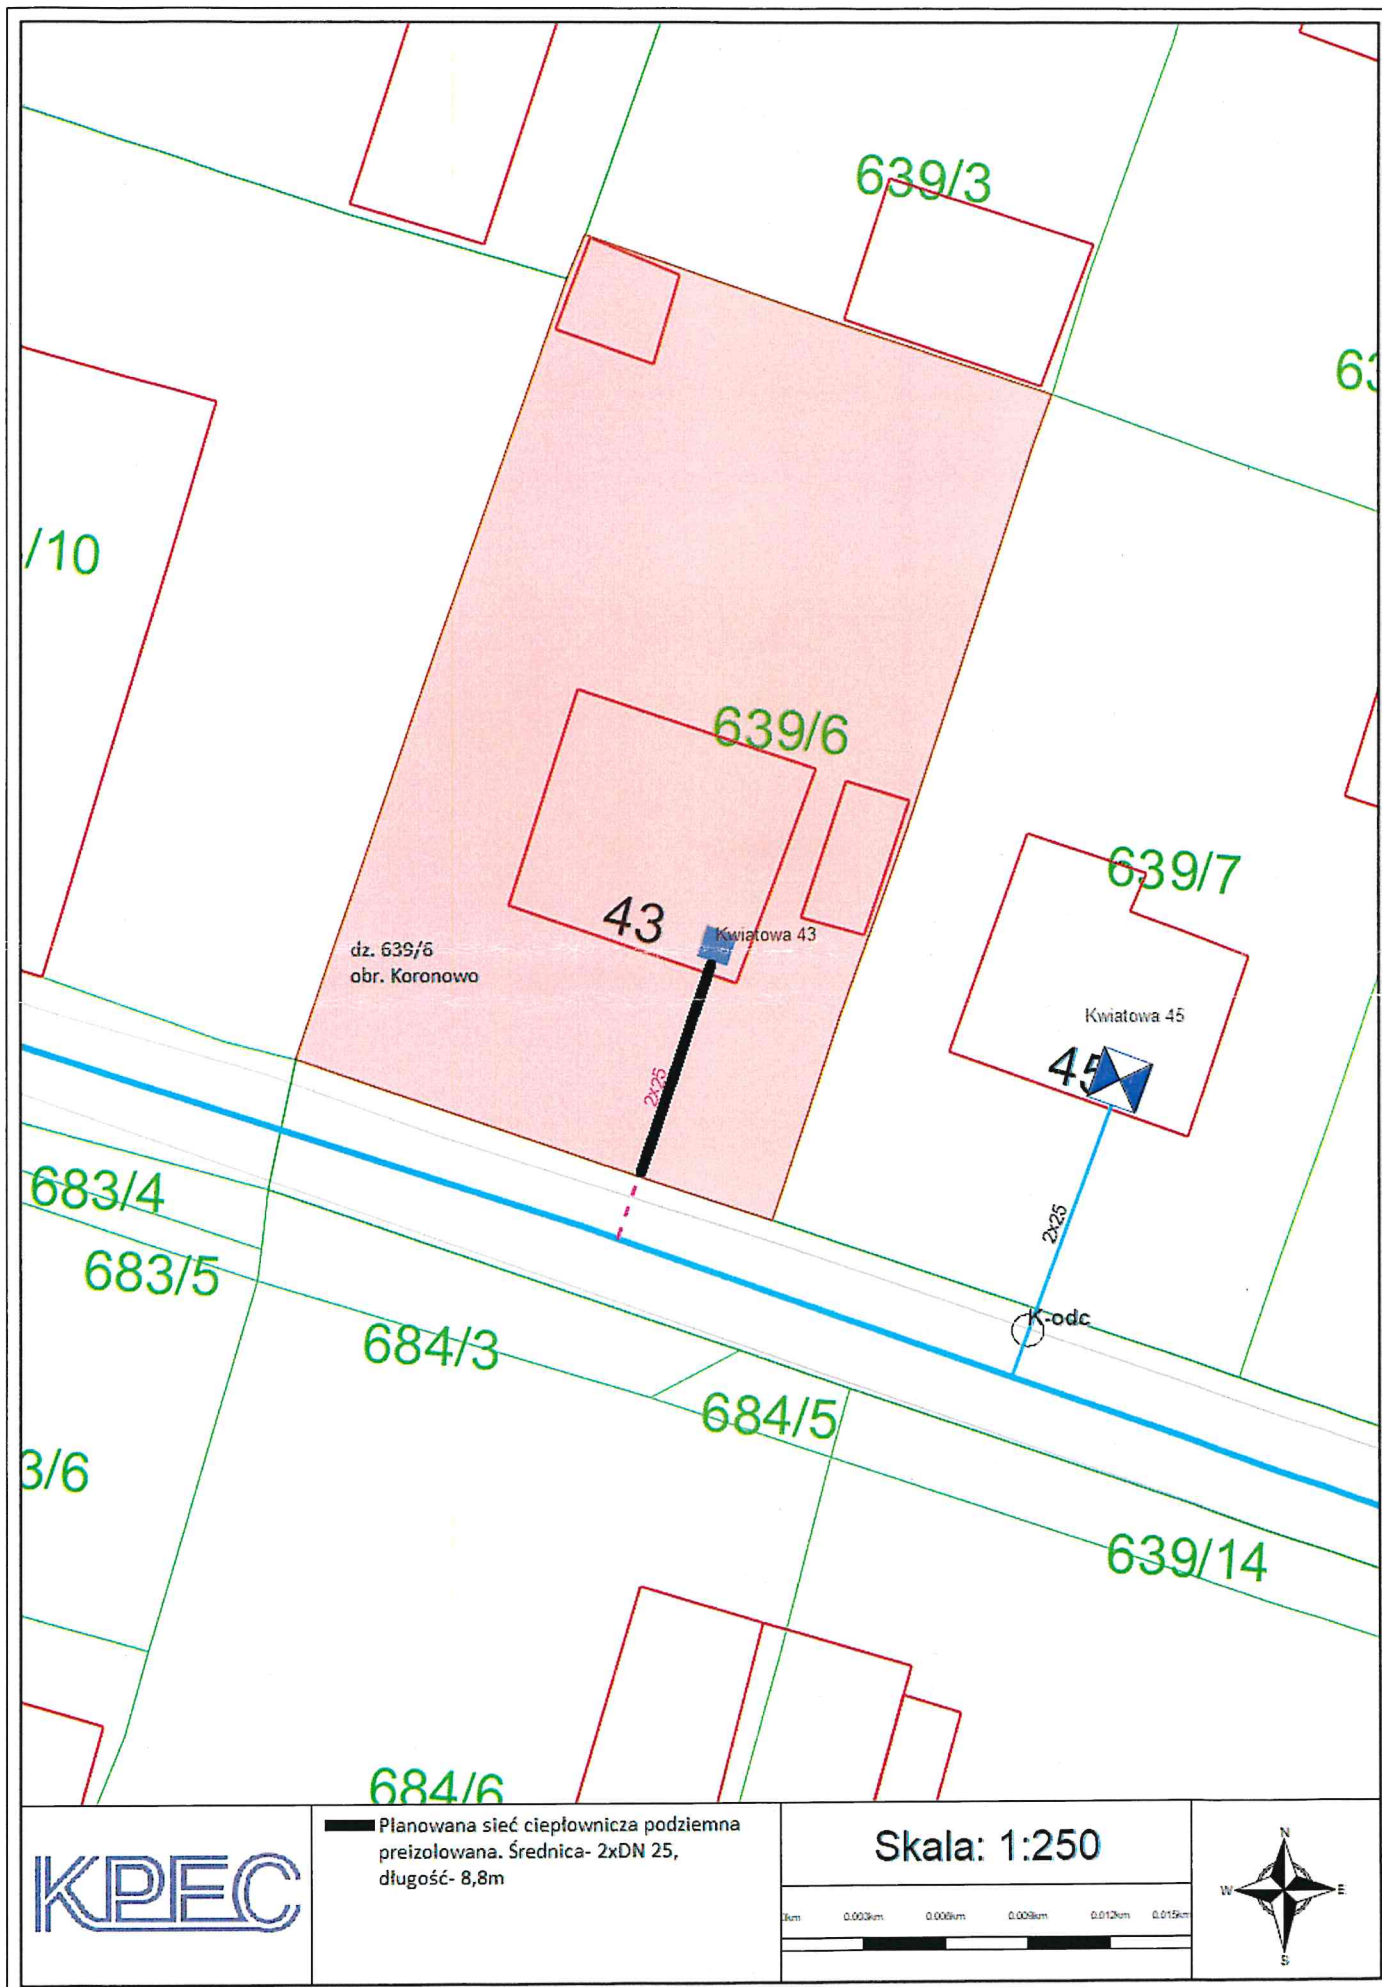 639/3
63
/10
639/6
639/7
43
Kwiatowa 43
dz. 639/6
obr. Koronowo
Kwiatowa 45
45
2x25
2x25
683/4
683/5
K-odc
684/3
684/5
3/6
639/14
684/6
KPEC
Planowana sieć ciepłownicza podziemna
preizolowana. Średnica- 2xDN 25,
długość- 8,8m
Skala: 1:250
0.003km 0.006km 0.009km 0.012km 0.015km
N
W E
S